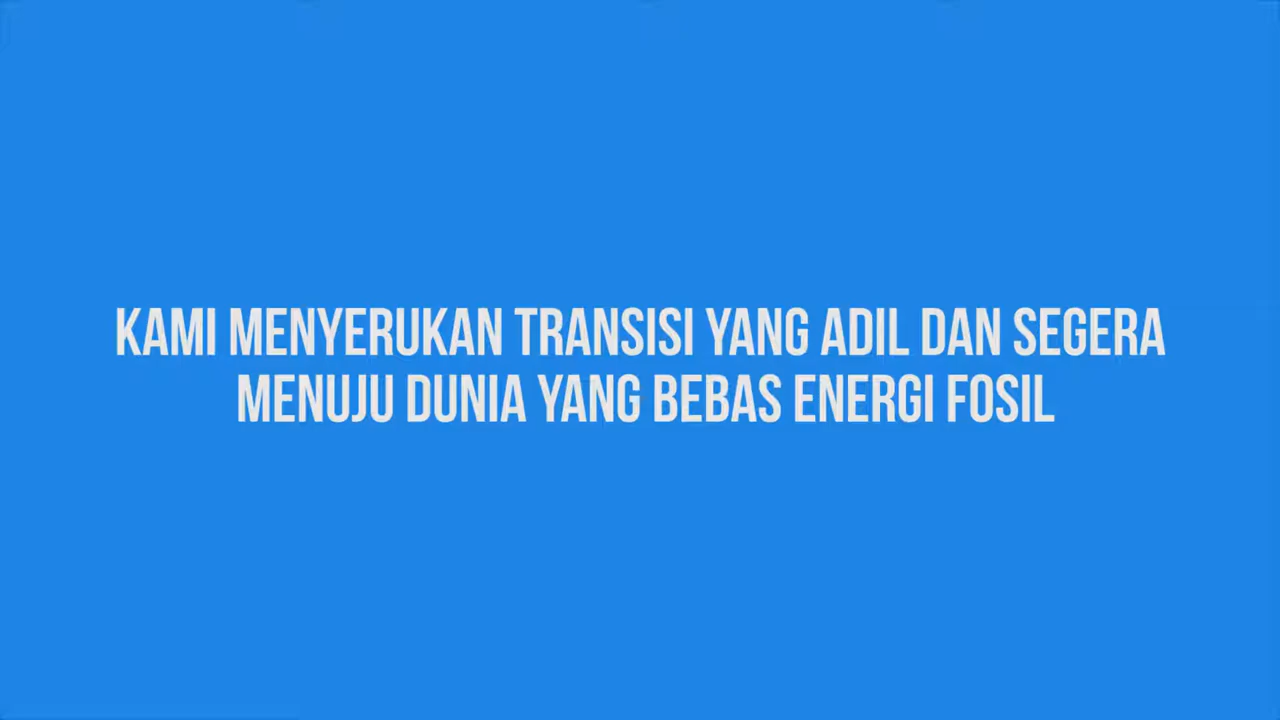 KAMI MENYERUKAN TRANSISI YANG ADIL DAN SEGERA
MENUJU DUNIA YANG BEBAS ENERGI FOSIL